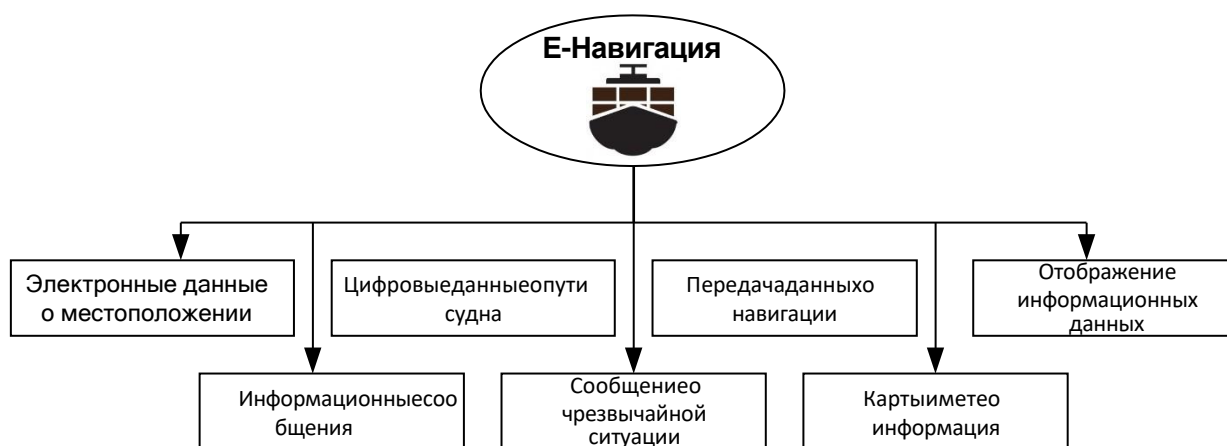 Е-Навигация
Электронные данные
о местоположении
Цифровыеданныеопути
судна
Передачаданныхо
навигации
Отображение
информационных
данных
Информационныесоо
бщения
Сообщениео
чрезвычайной
ситуации
Картыиметео
информация